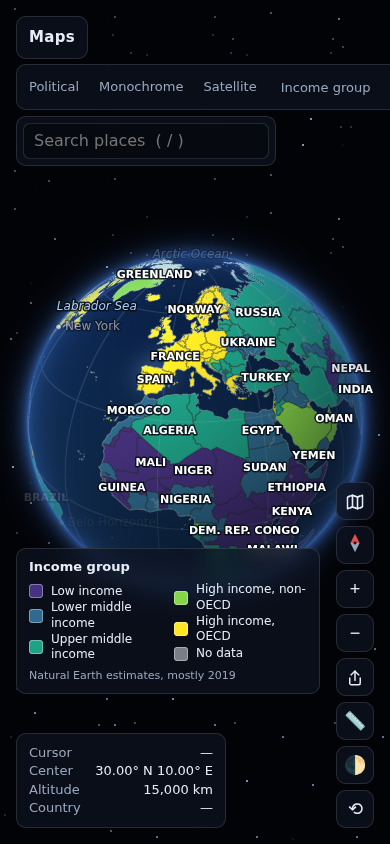 Maps
Political Monochrome Satellite Income group
Search places ( / )
Arctic Ocean
GREENLAND
Labrador Sea
NORWAY
RUSSIA
New York
UKRAINE
FRANCE
NEPAL
SPAIN
TURKEY
INDIA
MOROCCO
OMAN
ALGERIA
EGYPT
YEMEN
MALI
NIGER
SUDAN
GUINEA
ETHIOPIA
BRAZIL
NIGERIA
KENYA
Belo Horizonte
DEM. REP. CONGO
MALAWI
Income group
Low income
Lower middle
income
Upper middle
income
High income, non-
OECD
High income,
OECD
No data
Natural Earth estimates, mostly 2019
Cursor —
Center 30.00° N 10.00° E
Altitude 15,000 km
Country —